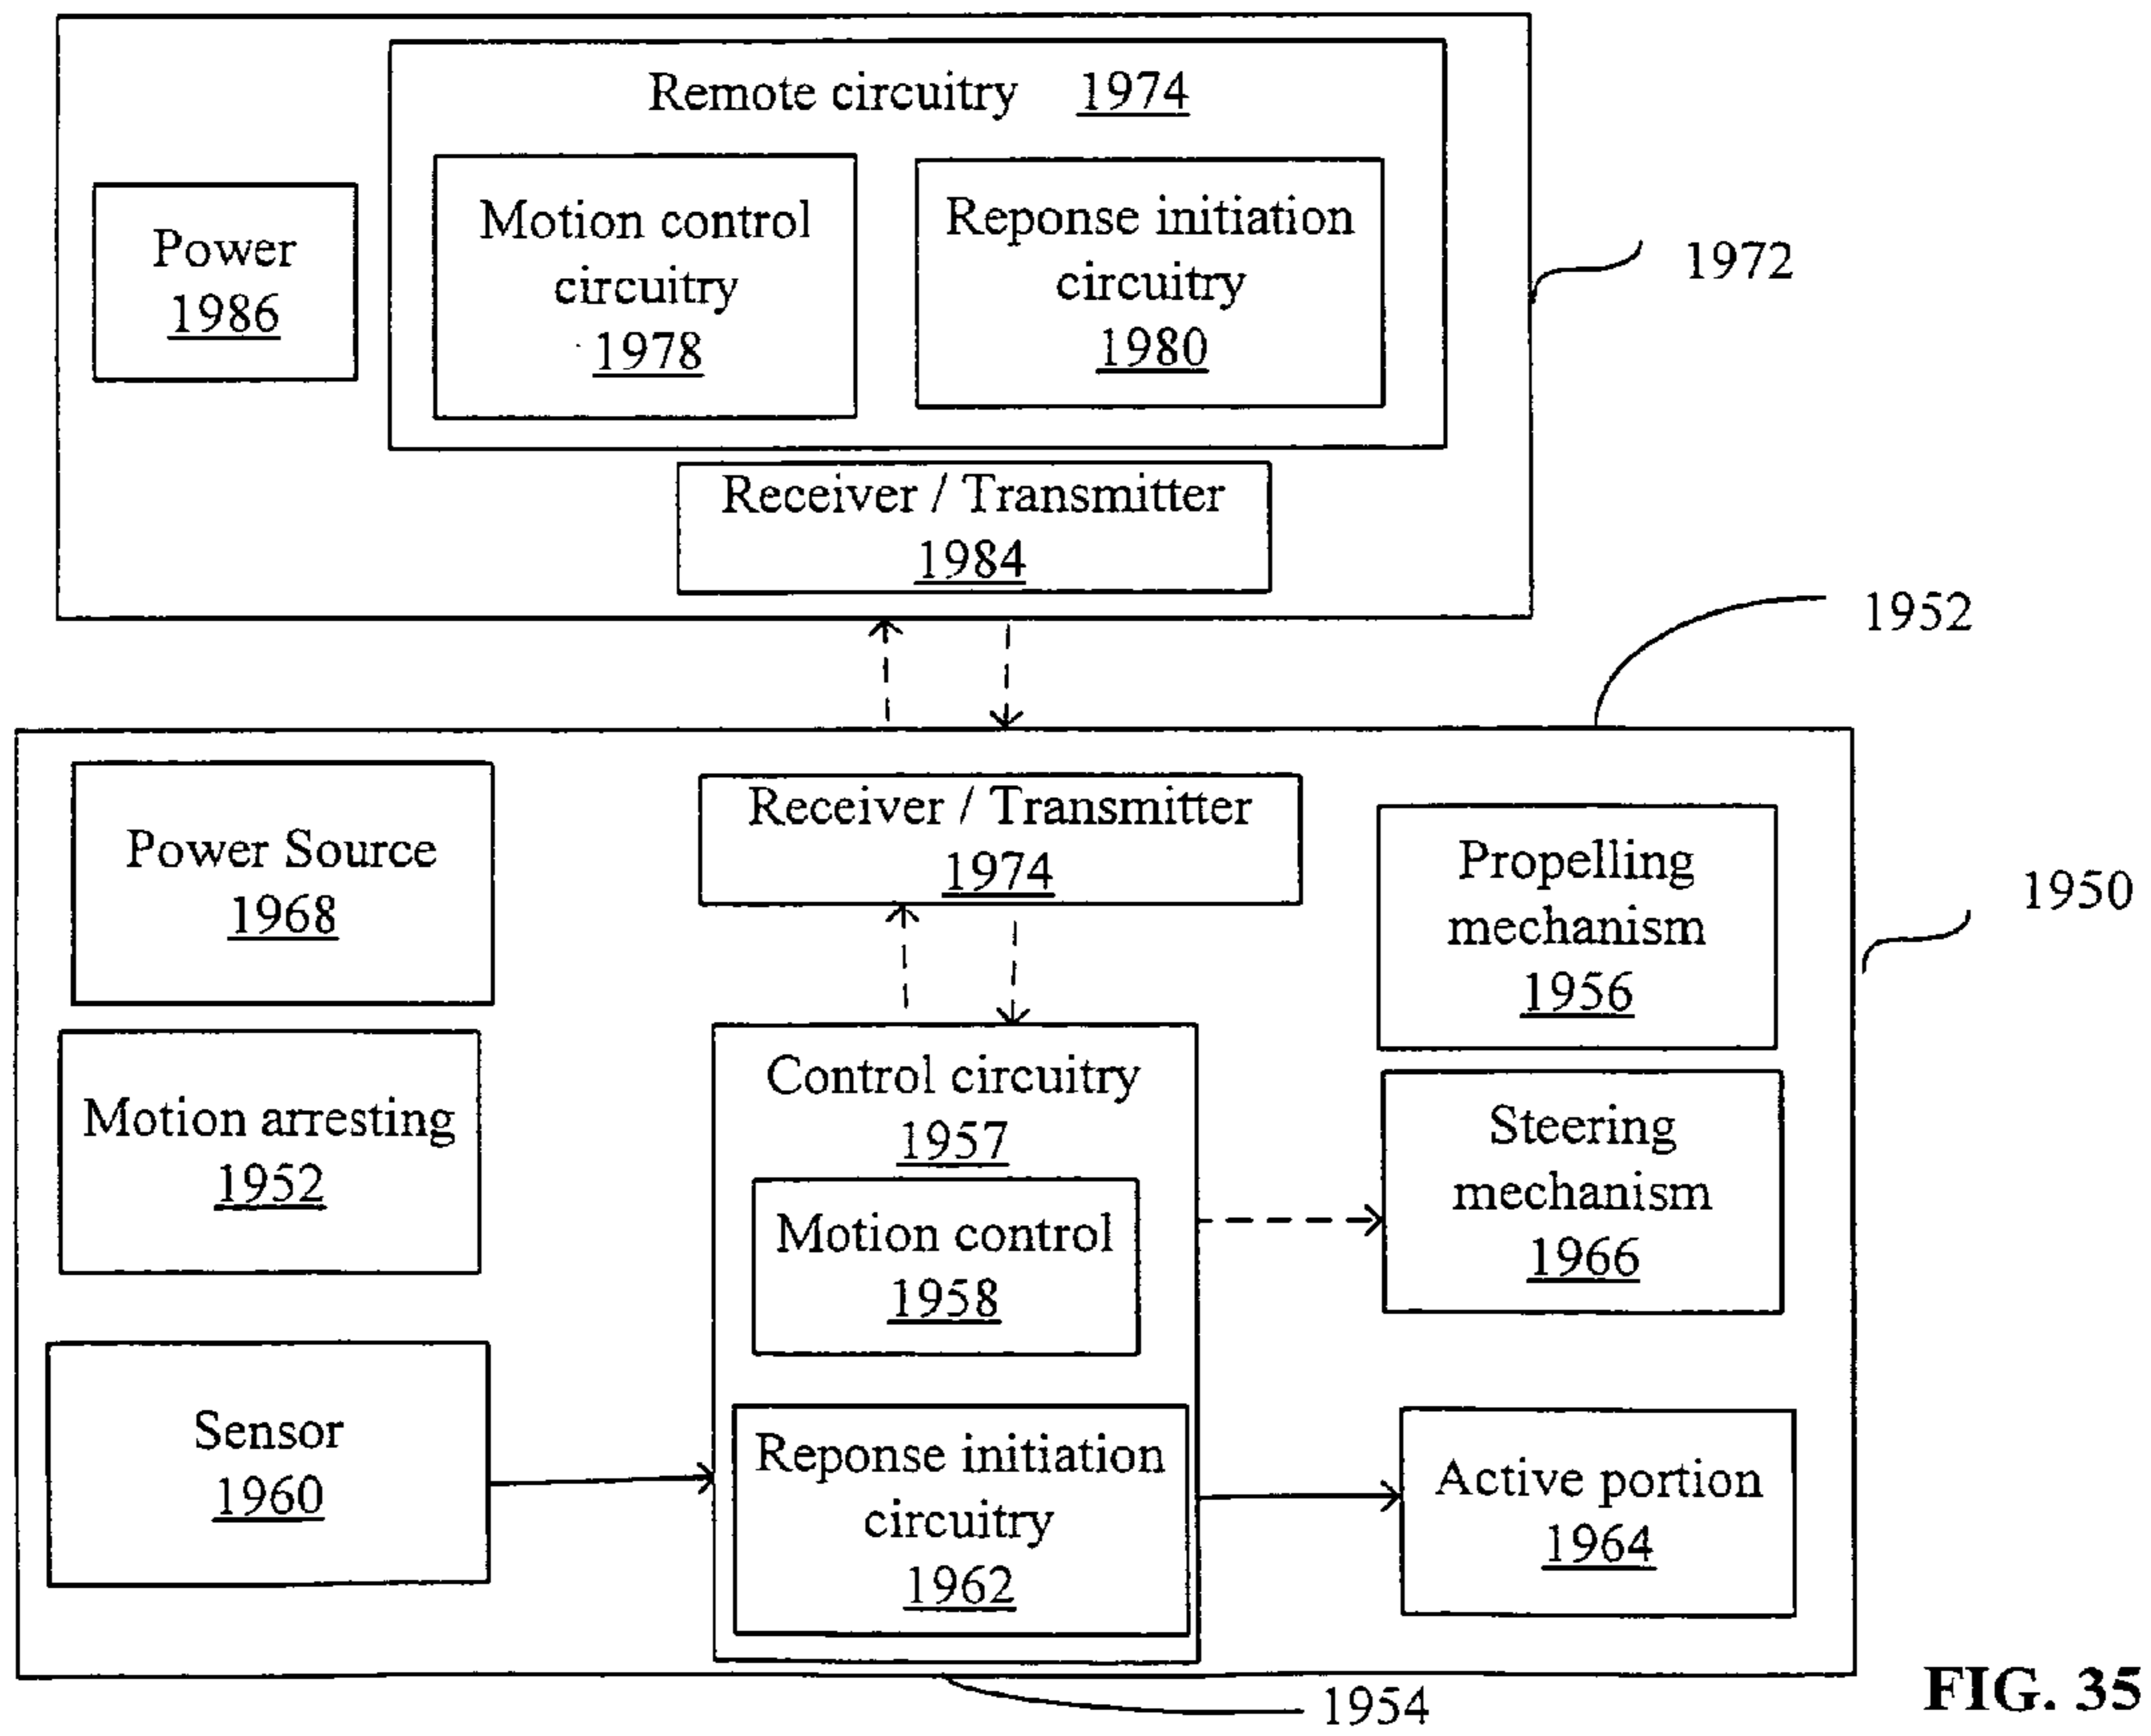 Remote circuitry 1974
Power
1986
Motion control
circuitry
1978
Reponse initiation
circuitry
1980
1972
Receiver / Transmitter
1984
1952
Power Source
1968
Receiver / Transmitter
1974
Propelling
mechanism
1956
1950
Motion arresting
1952
Control circuitry
1957
Steering
mechanism
1966
Motion control
1958
Sensor
1960
Reponse initiation
circuitry
1962
Active portion
1964
1954
FIG. 35